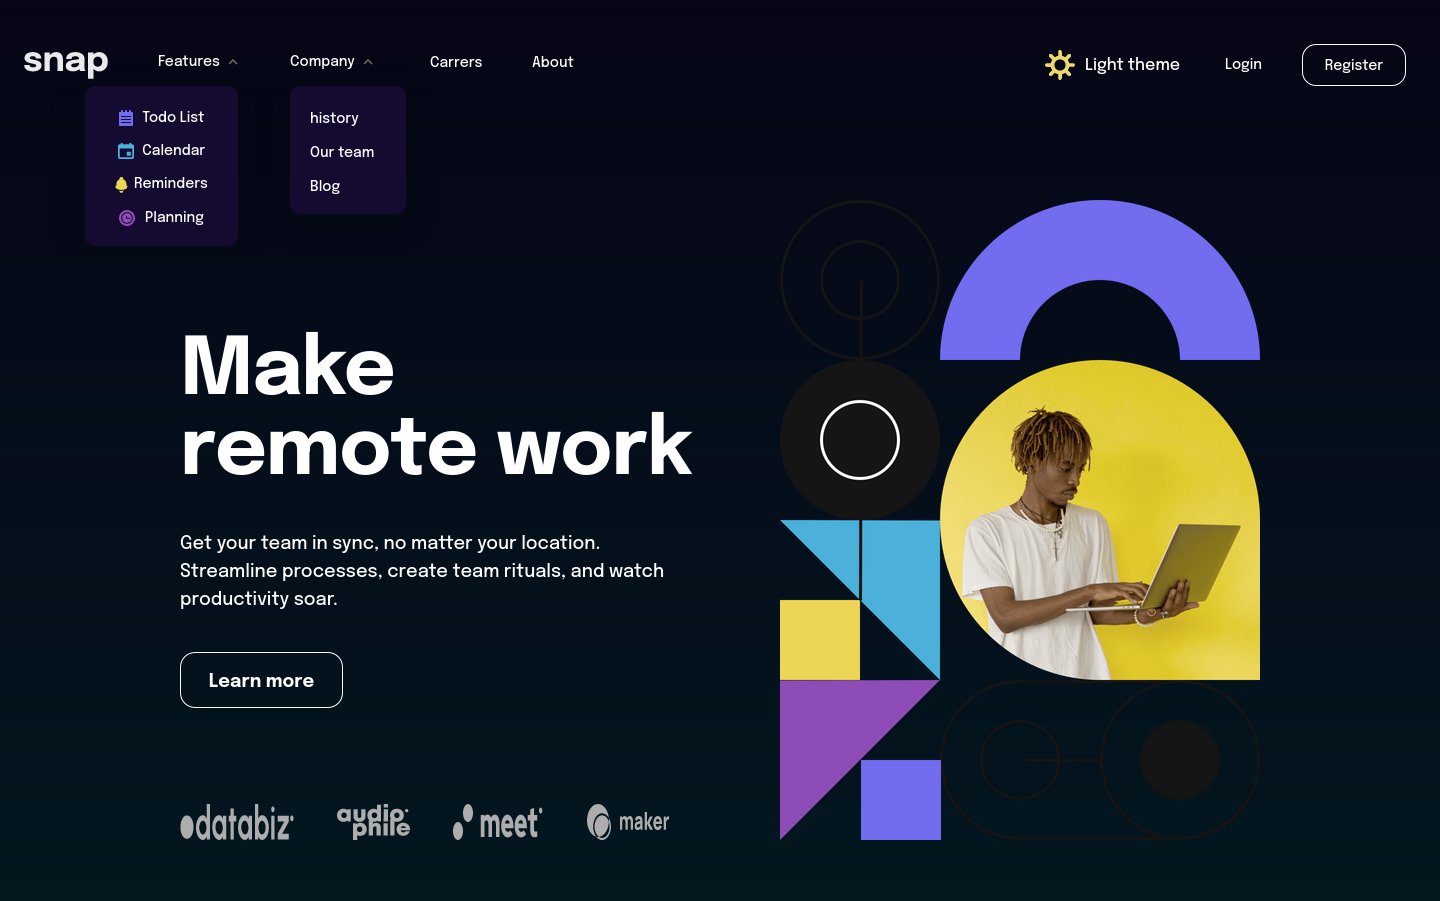 snap
Features
Company
Carrers
About
Light theme
Login
Register
Todo List
Calendar
Reminders
Planning
history
Our team
Blog
Make
remote work
Get your team in sync, no matter your location.
Streamline processes, create team rituals, and watch
productivity soar.
Learn more
databiz
audio
phile
meet
maker